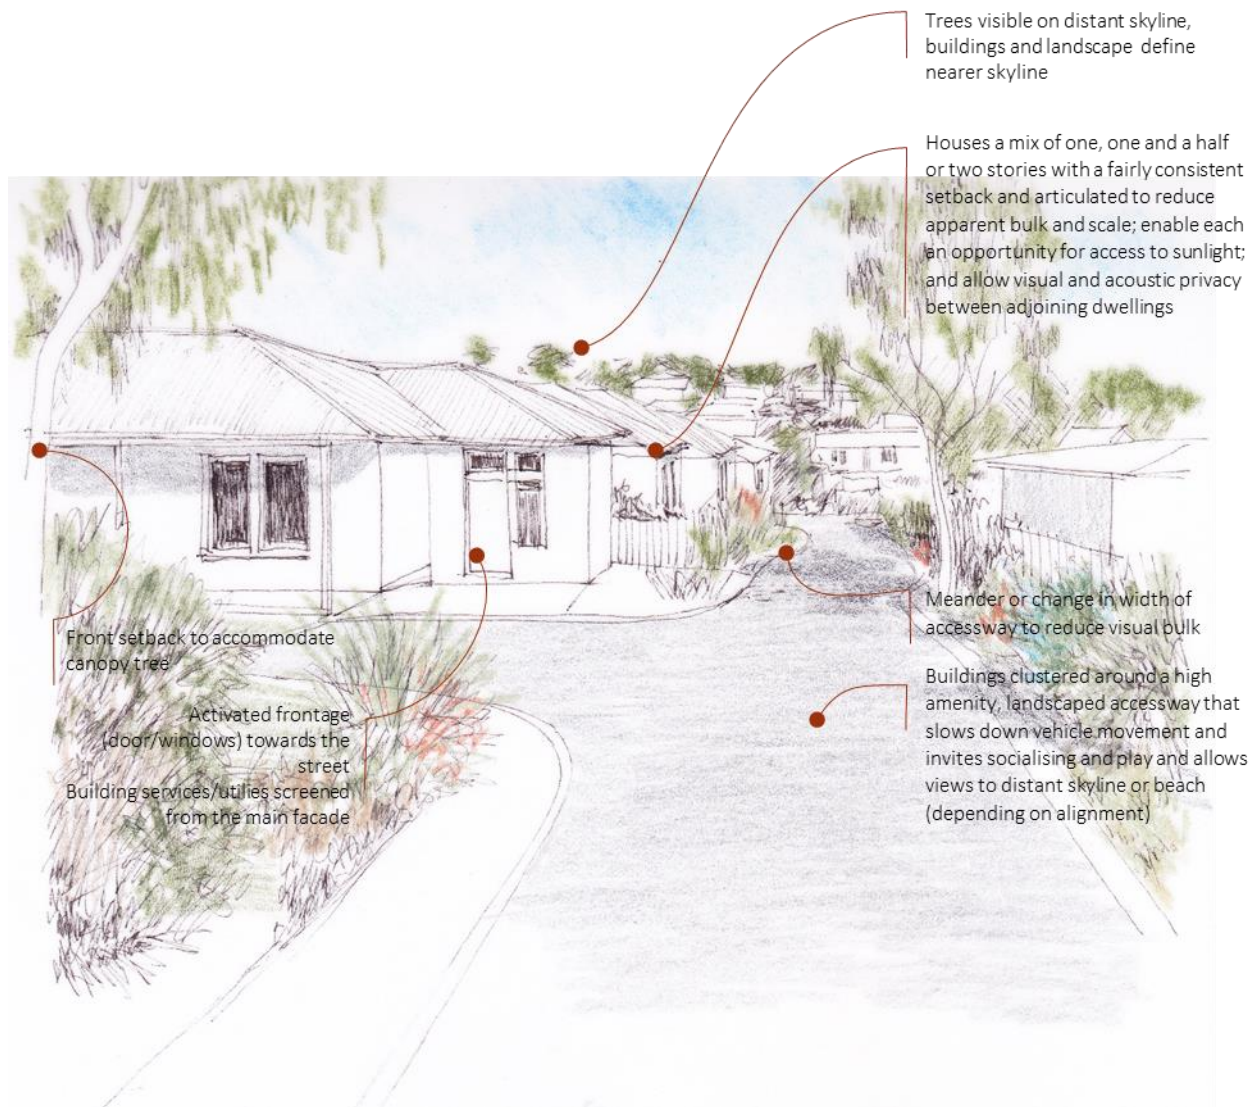 Trees visible on distant skyline,
buildings and landscape define
nearer skyline
Houses a mix of one, one and a half
or two stories with a fairly consistent
setback and articulated to reduce
apparent bulk and scale; enable each
an opportunity for access to sunlight;
and allow visual and acoustic privacy
between adjoining dwellings
Front setback to accommodate
canopy tree
Activated frontage
(door/windows) towards the
street
Building services/utilies screened
from the main facade
Meander or change in width of
accessway to reduce visual bulk
Buildings clustered around a high
amenity, landscaped accessway that
slows down vehicle movement and
invites socialising and play and allows
views to distant skyline or beach
(depending on alignment)